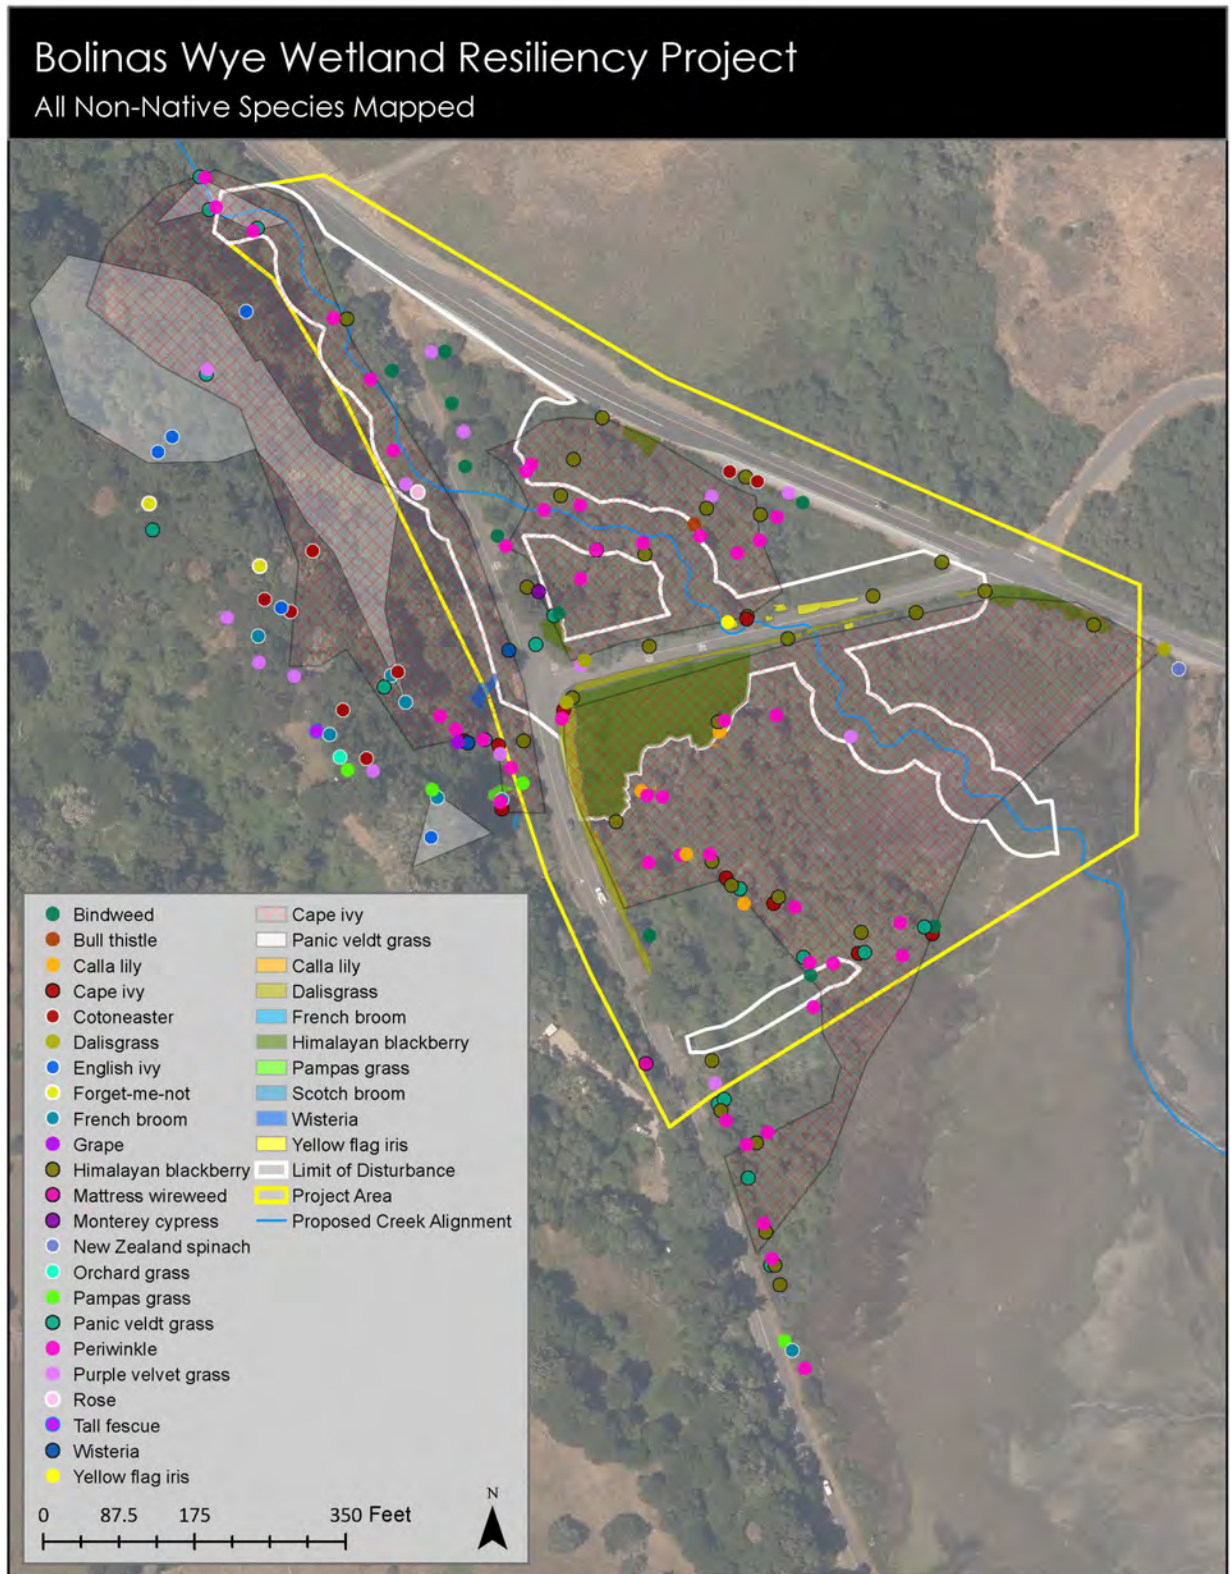 Bolinas Wye Wetland Resiliency Project
All Non-Native Species Mapped
Bindweed
Bull thistle
Calla lily
Cape ivy
Cotoneaster
Dalisgrass
English ivy
Forget-me-not
French broom
Grape
Himalayan blackberry
Mattress wireweed
Monterey cypress
New Zealand spinach
Orchard grass
Pampas grass
Panic veldt grass
Periwinkle
Purple velvet grass
Rose
Tall fescue
Wisteria
Yellow flag iris
Cape ivy
Panic veldt grass
Calla lily
Dalisgrass
French broom
Himalayan blackberry
Pampas grass
Scotch broom
Wisteria
Yellow flag iris
Limit of Disturbance
Project Area
Proposed Creek Alignment
0 87.5 175 350 Feet
N